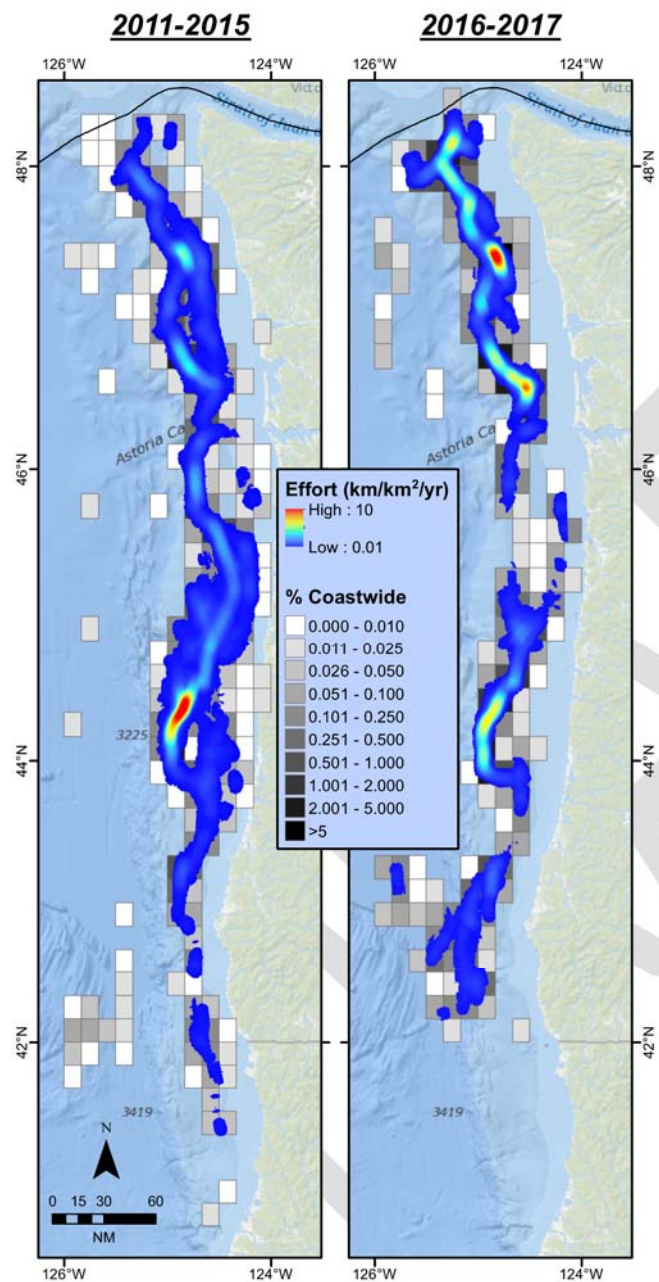 2011-2015
2016-2017
126°W
124°W
126°W
124°W
Victo
Strait of Juan
Vic
Strait of Juan
48°N
48°N
Astoria Ca
Astoria Ca
46°N
46°N
Effort (km/km²/yr)
High : 10
Low : 0.01
% Coastwide
0.000 - 0.010
0.011 - 0.025
0.026 - 0.050
0.051 - 0.100
0.101 - 0.250
0.251 - 0.500
0.501 - 1.000
1.001 - 2.000
2.001 - 5.000
>5
3225
44°N
44°N
42°N
42°N
3419
3419
N
0 15 30 60
NM
126°W
124°W
126°W
124°W